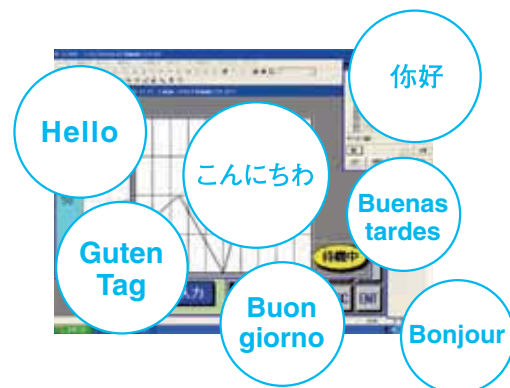 你好
Hello
こんにちわ
Buenas
tardes
Guten
Tag
待機中
Buon
giorno
Bonjour